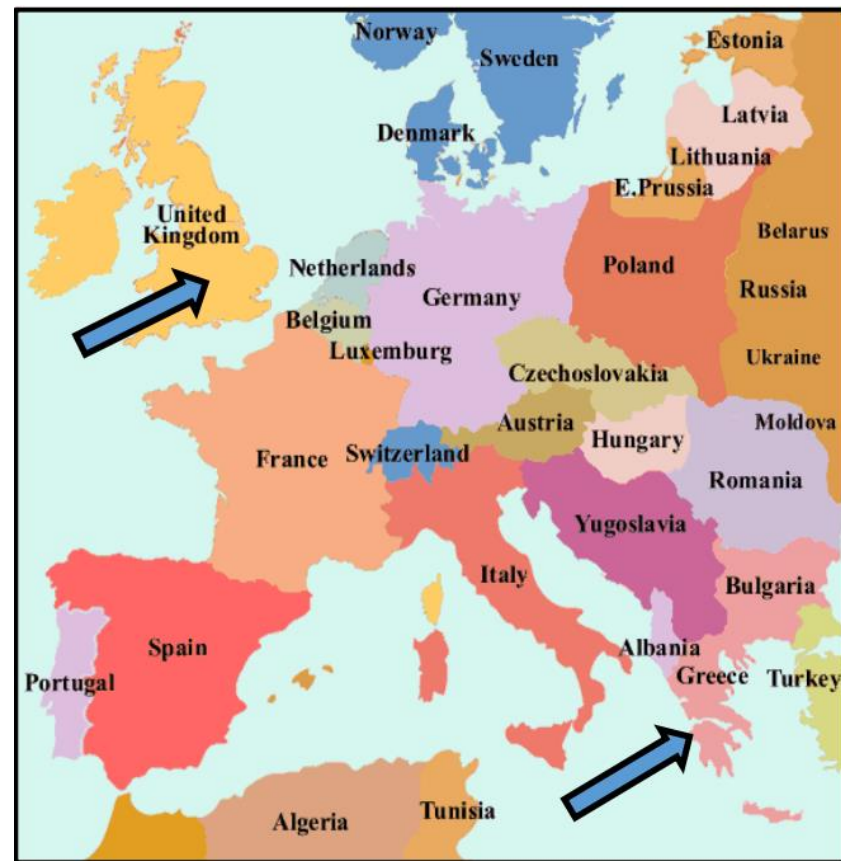 Norway
Sweden
Estonia
Denmark
Latvia
Lithuania
E.Prussia
United
Kingdom
Netherlands
Germany
Poland
Belarus
Russia
Belgium
Luxemburg
Czechoslovakia
Ukraine
Austria
Hungary
Moldova
France
Switzerland
Romania
Yugoslavia
Italy
Bulgaria
Spain
Portugal
Albania
Greece
Turkey
Algeria
Tunisia